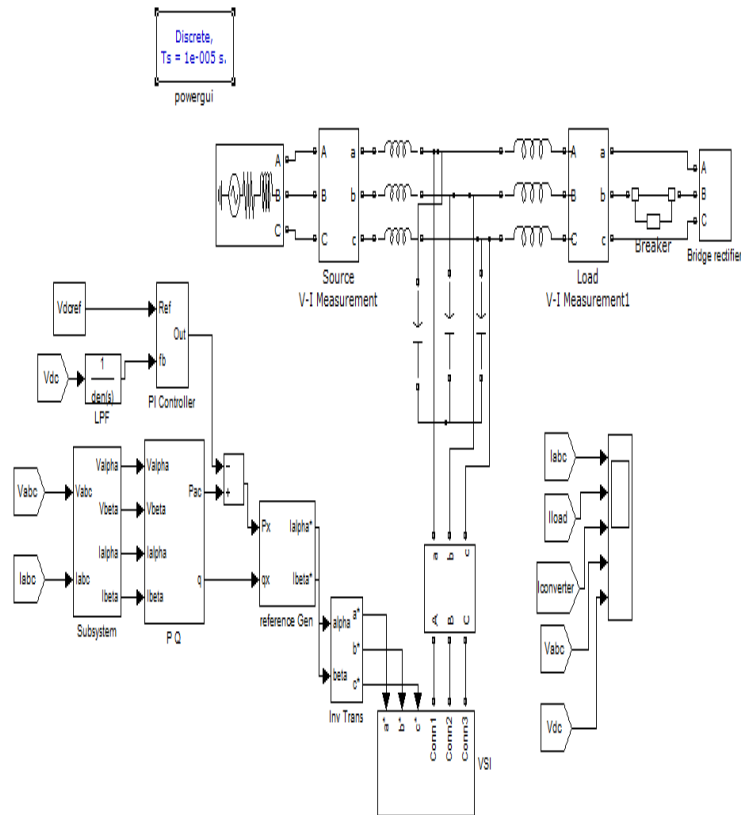 Discrete,
Ts = 1e-005 s.
powergui
A A a A a A
B B b B b B
C C c C c C
Breaker
Bridge rectifier
Source
V-I Measurement
Load
V-I Measurement1
Vdcref
Ref
Out
fb
PI Controller
Vdc
1
den(s)
LPF
Vabc
Iabc
Vabc
Iabc
Valpha
Vbeta
Ialpha
Ibeta
Subsystem
Valpha
Vbeta
Ialpha
Ibeta
Pac
q
P Q
−
+
Px
qx
Ialpha*
Ibeta*
reference Gen
alpha
beta
a*
b*
c*
Inv Trans
a b c
A B C
a* b* c* Conn1 Conn2 Conn3
VSI
Iabc
Iload
Iconverter
Vabc
Vdc